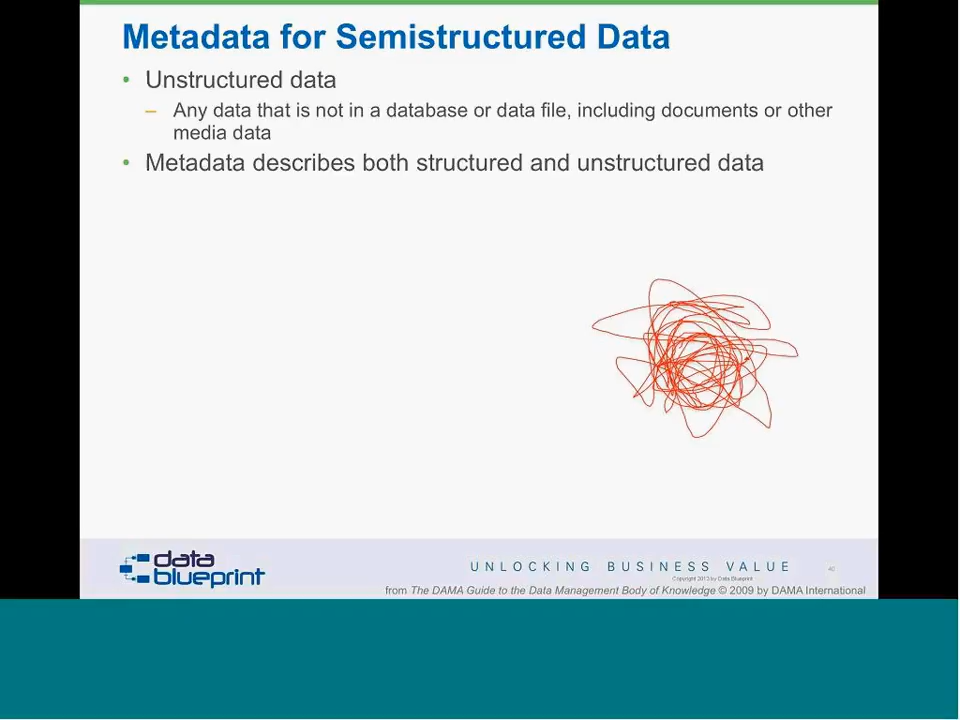 Metadata for Semistructured Data
• Unstructured data
– Any data that is not in a database or data file, including documents or other
media data
• Metadata describes both structured and unstructured data
data
blueprint
UNLOCKING BUSINESS VALUE
40
Copyright 2013 by Data Blueprint
from The DAMA Guide to the Data Management Body of Knowledge © 2009 by DAMA International